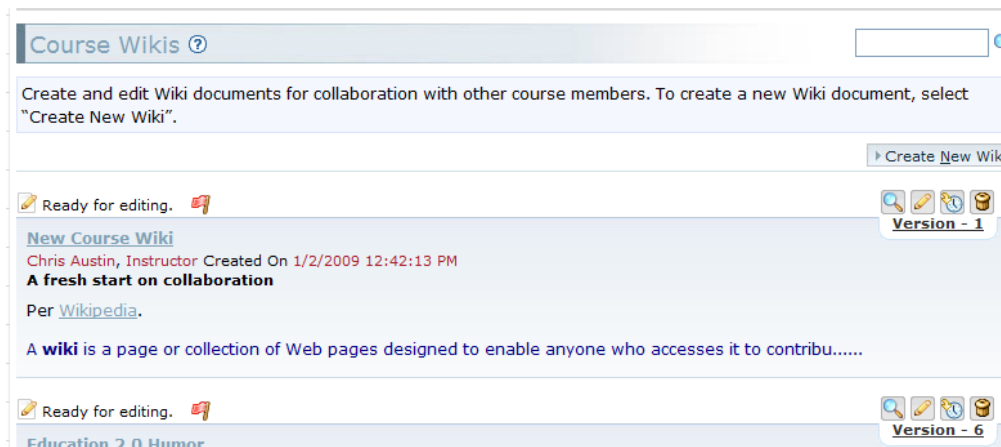 Course Wikis ?
Create and edit Wiki documents for collaboration with other course members. To create a new Wiki document, select
“Create New Wiki”.
Create New Wik
Ready for editing.
Version - 1
New Course Wiki
Chris Austin, Instructor Created On 1/2/2009 12:42:13 PM
A fresh start on collaboration
Per Wikipedia.
A wiki is a page or collection of Web pages designed to enable anyone who accesses it to contribu......
Ready for editing.
Version - 6
Education 2.0 Humor